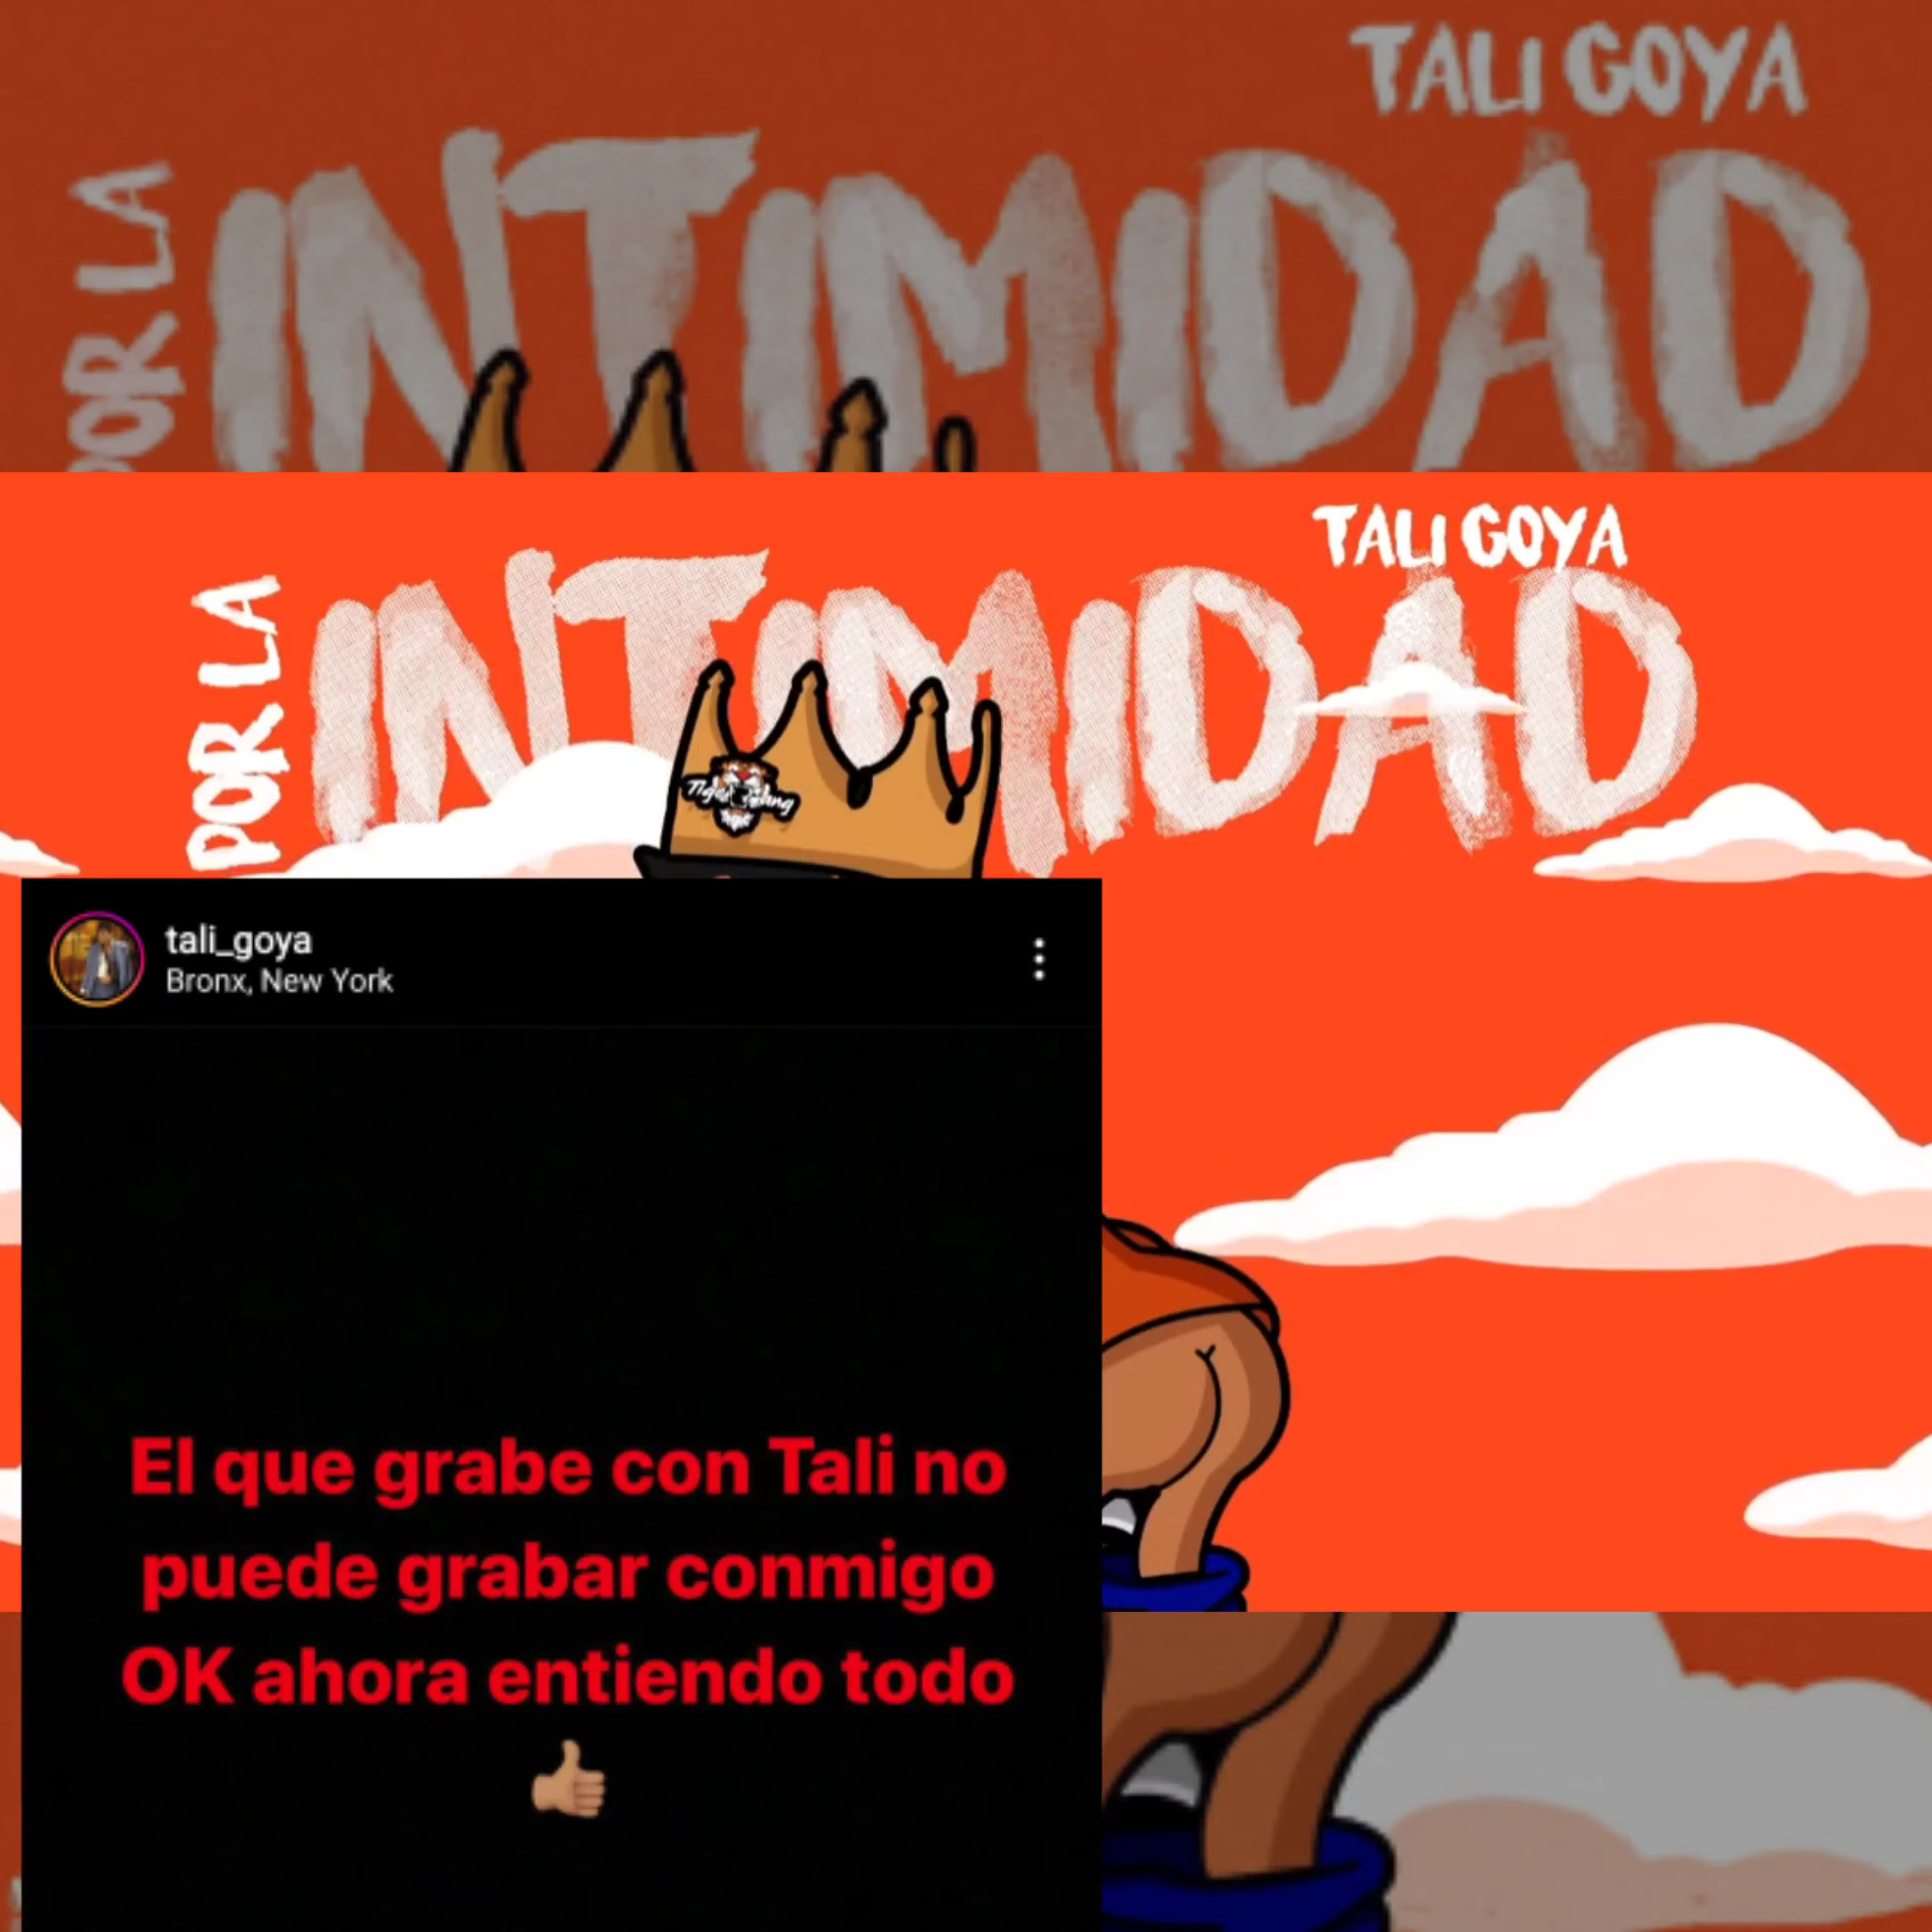 TALI GOYA
POR LA
INTIMIDAD
TALI GOYA
POR LA
INTIMIDAD
tali_goya
Bronx, New York
El que grabe con Tali no
puede grabar conmigo
OK ahora entiendo todo
👍🏽